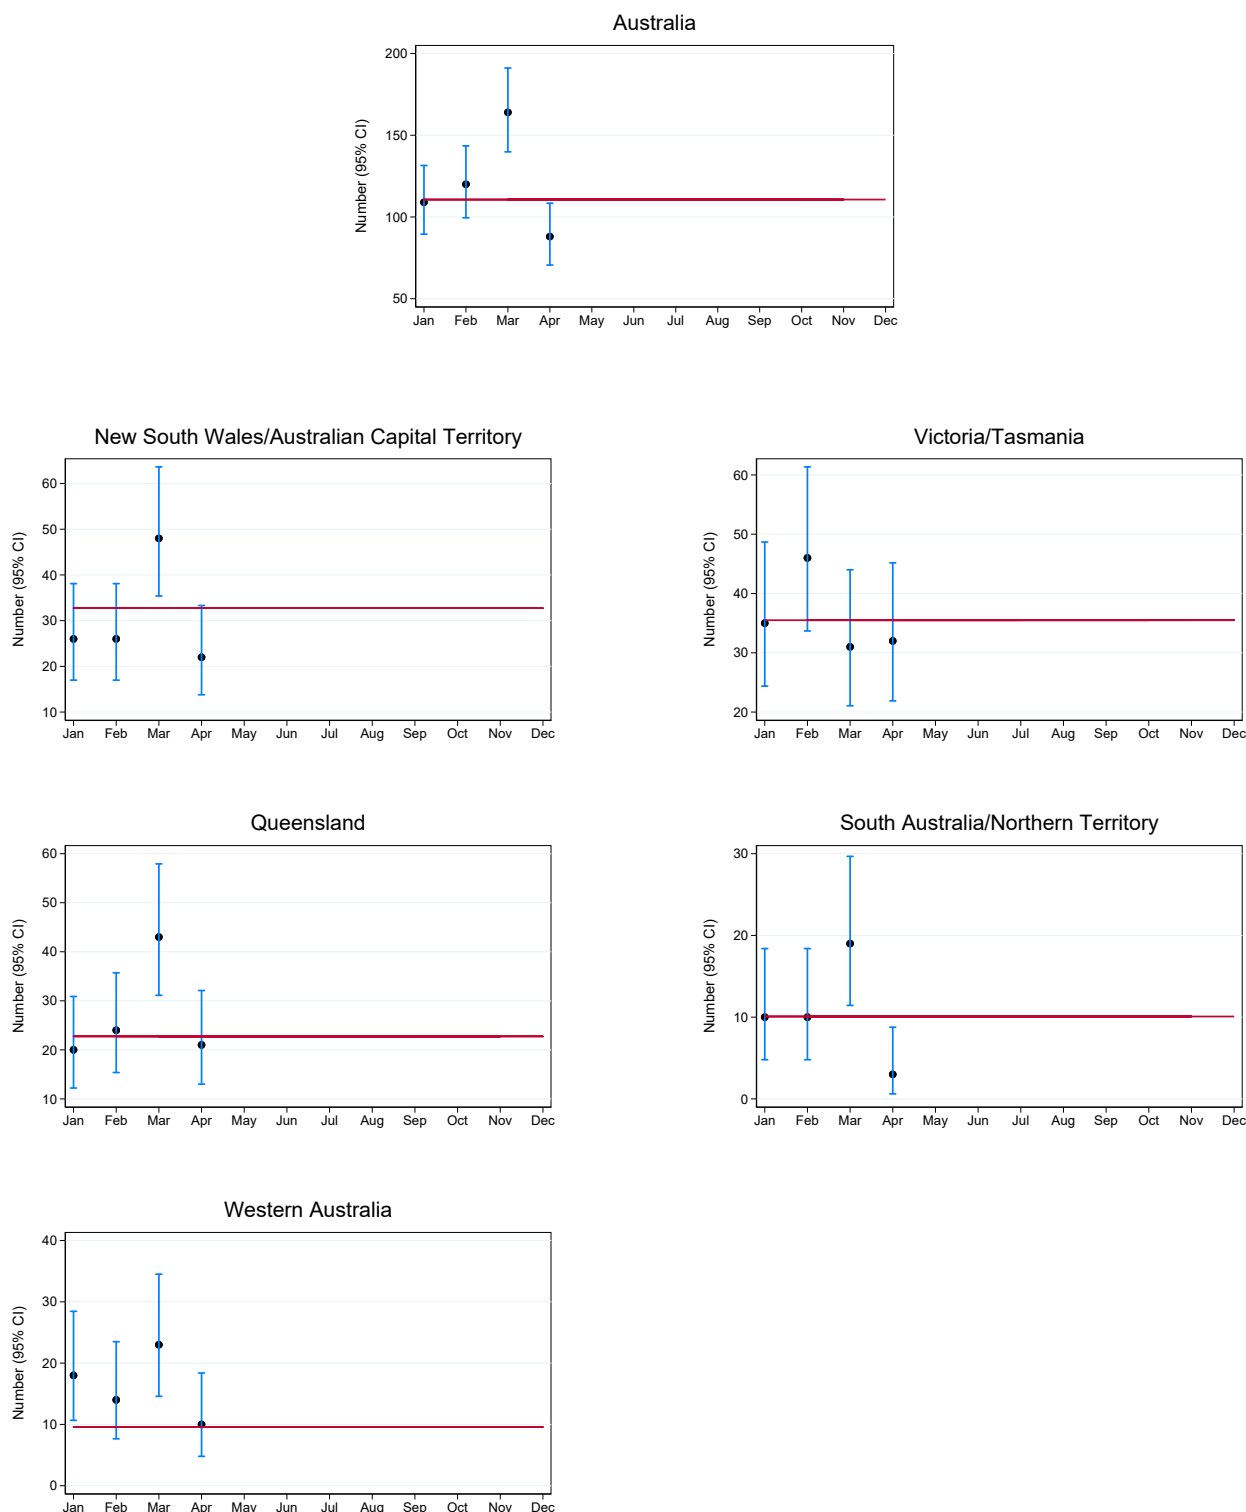 Australia
Number (95% CI)
200
150
100
50
Jan Feb Mar Apr May Jun Jul Aug Sep Oct Nov Dec
New South Wales/Australian Capital Territory
Number (95% CI)
60
50
40
30
20
10
Jan Feb Mar Apr May Jun Jul Aug Sep Oct Nov Dec
Victoria/Tasmania
Number (95% CI)
60
50
40
30
20
Jan Feb Mar Apr May Jun Jul Aug Sep Oct Nov Dec
Queensland
Number (95% CI)
60
50
40
30
20
10
Jan Feb Mar Apr May Jun Jul Aug Sep Oct Nov Dec
South Australia/Northern Territory
Number (95% CI)
30
20
10
0
Jan Feb Mar Apr May Jun Jul Aug Sep Oct Nov Dec
Western Australia
Number (95% CI)
40
30
20
10
0
Jan Feb Mar Apr May Jun Jul Aug Sep Oct Nov Dec